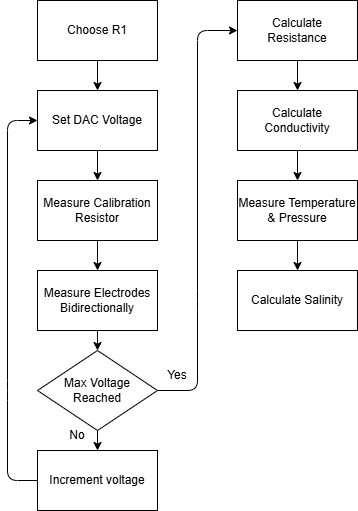 Choose R1
Set DAC Voltage
Measure Calibration
Resistor
Measure Electrodes
Bidirectionally
Max Voltage
Reached
Yes
No
Increment voltage
Calculate
Resistance
Calculate
Conductivity
Measure Temperature
& Pressure
Calculate Salinity